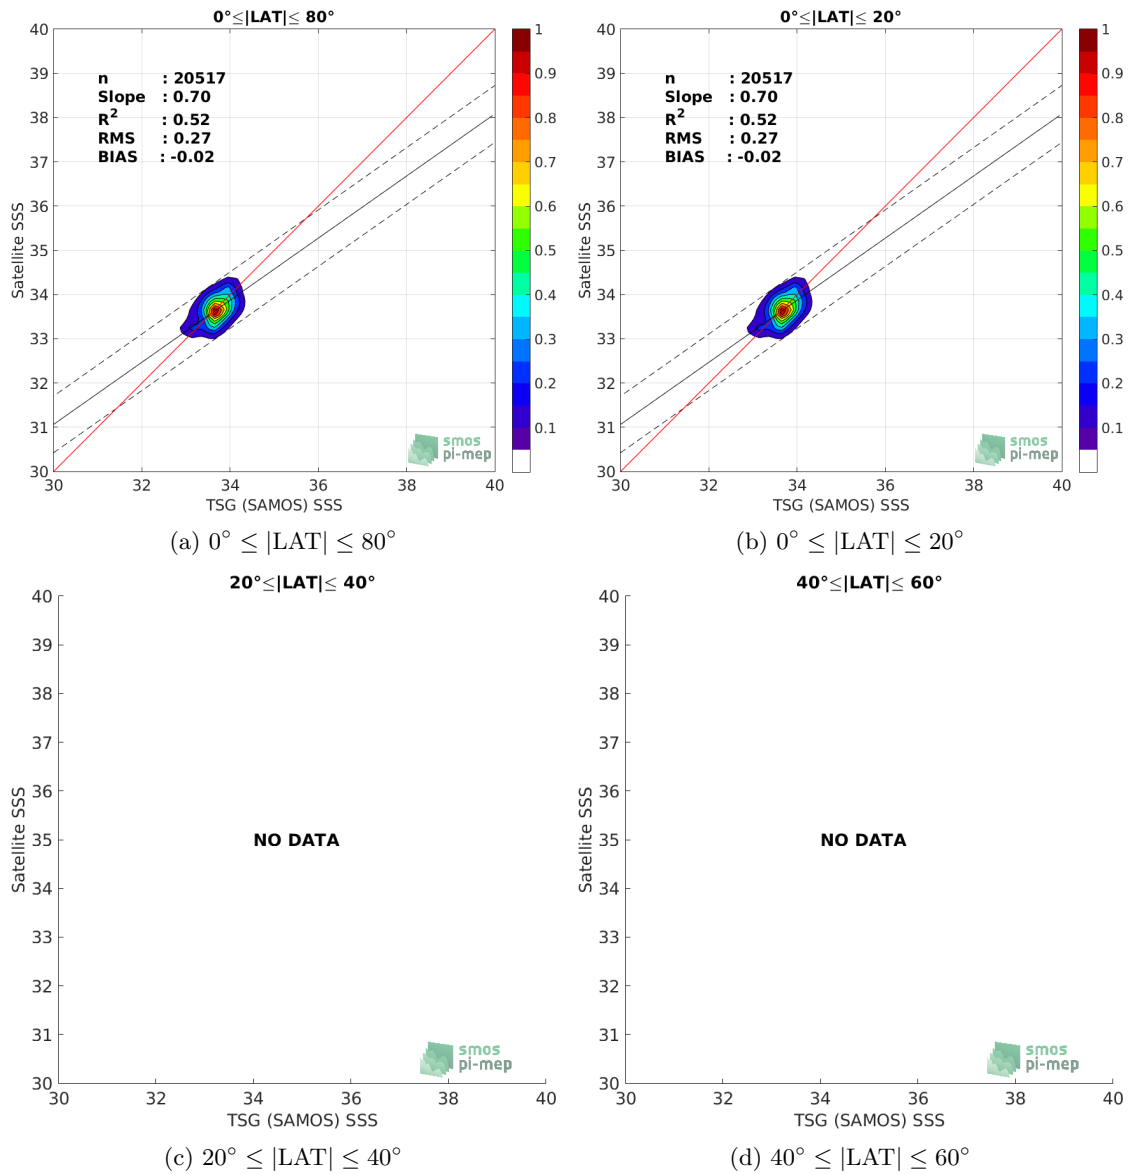 0°≤|LAT|≤ 80°
40
39
38
37
36
35
34
33
32
31
30
Satellite SSS
n : 20517
Slope : 0.70
R2 : 0.52
RMS : 0.27
BIAS : -0.02
smos
pi-mep
30 32 34 36 38 40
TSG (SAMOS) SSS
1
0.9
0.8
0.7
0.6
0.5
0.4
0.3
0.2
0.1
(a) 0° ≤ |LAT| ≤ 80°
0°≤|LAT|≤ 20°
40
39
38
37
36
35
34
33
32
31
30
Satellite SSS
n : 20517
Slope : 0.70
R2 : 0.52
RMS : 0.27
BIAS : -0.02
smos
pi-mep
30 32 34 36 38 40
TSG (SAMOS) SSS
1
0.9
0.8
0.7
0.6
0.5
0.4
0.3
0.2
0.1
(b) 0° ≤ |LAT| ≤ 20°
20°≤|LAT|≤ 40°
40
39
38
37
36
35
34
33
32
31
30
Satellite SSS
NO DATA
smos
pi-mep
30 32 34 36 38 40
TSG (SAMOS) SSS
(c) 20° ≤ |LAT| ≤ 40°
40°≤|LAT|≤ 60°
40
39
38
37
36
35
34
33
32
31
30
Satellite SSS
NO DATA
smos
pi-mep
30 32 34 36 38 40
TSG (SAMOS) SSS
(d) 40° ≤ |LAT| ≤ 60°